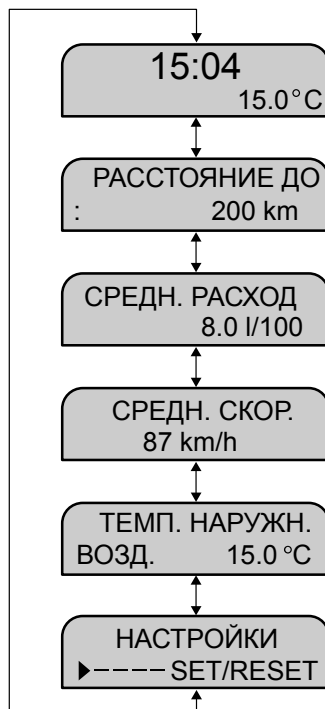 15:04
15.0°C
РАССТОЯНИЕ ДО
: 200 km
СРЕДН. РАСХОД
8.0 l/100
СРЕДН. СКОР.
87 km/h
ТЕМП. НАРУЖН.
ВОЗД. 15.0 °C
НАСТРОЙКИ
---- SET/RESET